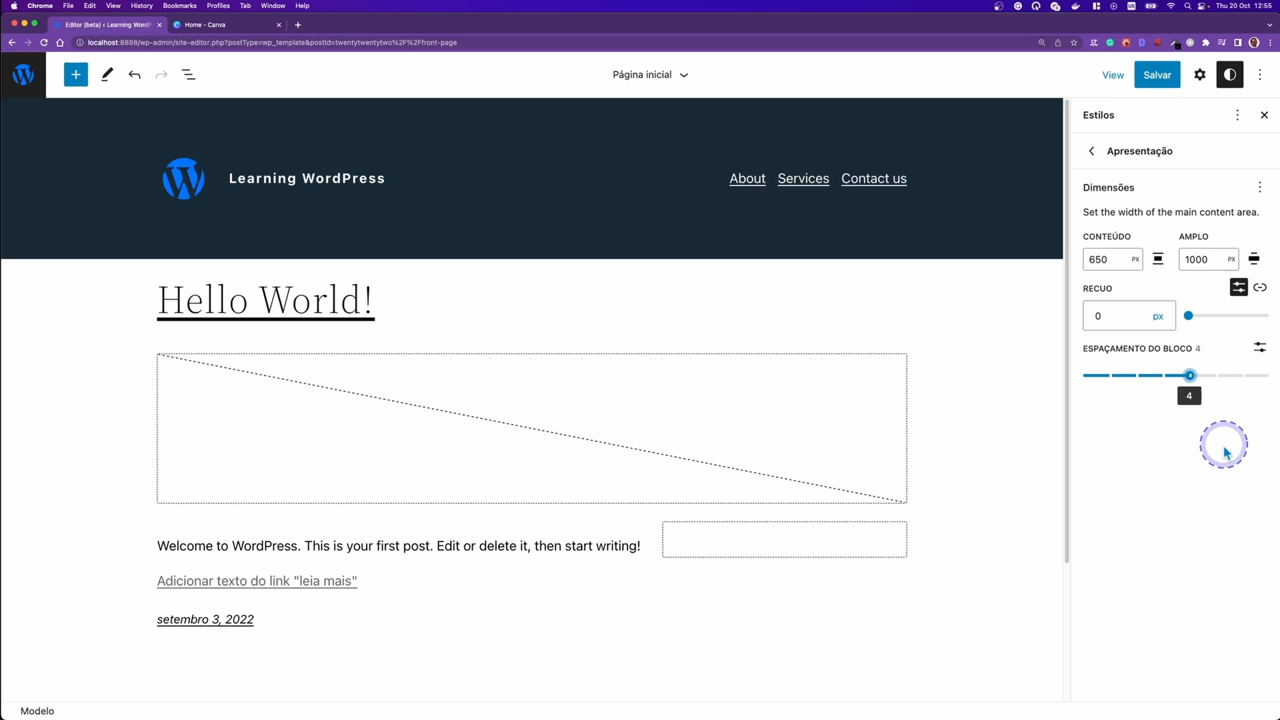 Chrome File Edit View History Bookmarks Profiles Tab Window Help
Thu 20 Oct 12:55
Editor (beta) ‹ Learning WordPr
Home - Canva
localhost:8888/wp-admin/site-editor.php?postType=wp_template&postId=twentytwentytwo%2F%2Ffront-page
Página inicial
View
Salvar
Estilos
Apresentação
Learning WordPress
About Services Contact us
Dimensões
Set the width of the main content area.
CONTEÚDO AMPLO
650 PX 1000 PX
RECUO
0 px
ESPAÇAMENTO DO BLOCO 4
4
Hello World!
Welcome to WordPress. This is your first post. Edit or delete it, then start writing!
Adicionar texto do link "leia mais"
setembro 3, 2022
Modelo